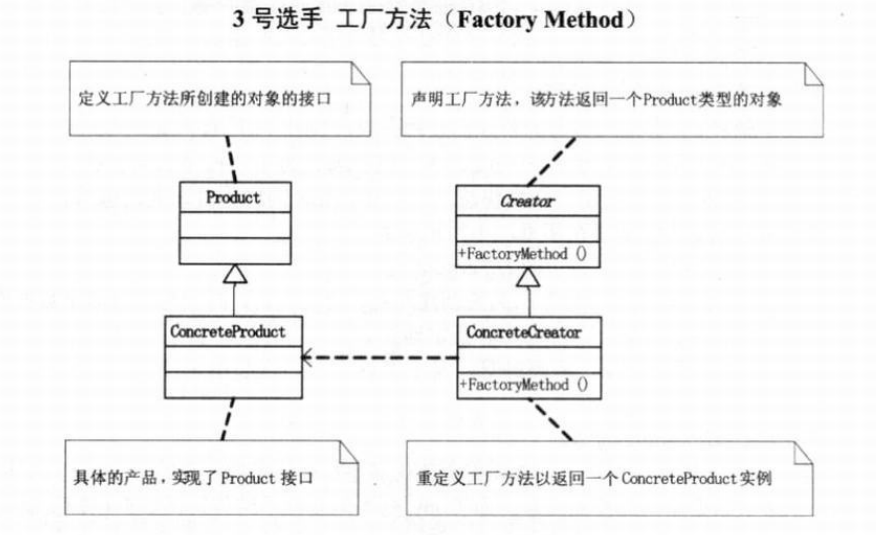 3 号选手 工厂方法（Factory Method）
定义工厂方法所创建的对象的接口
声明工厂方法，该方法返回一个Product类型的对象
Product
Creator
+FactoryMethod ()
ConcreteProduct
ConcreteCreator
+FactoryMethod ()
具体的产品，实现了Product 接口
重定义工厂方法以返回一个ConcreteProduct实例